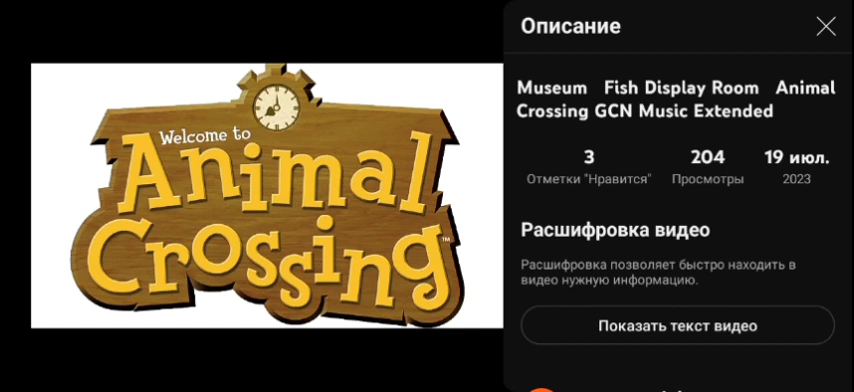 Welcome to
Animal
Crossing
™
Описание
Museum Fish Display Room Animal
Crossing GCN Music Extended
3
Отметки "Нравится"
204
Просмотры
19 июл.
2023
Расшифровка видео
Расшифровка позволяет быстро находить в
видео нужную информацию.
Показать текст видео